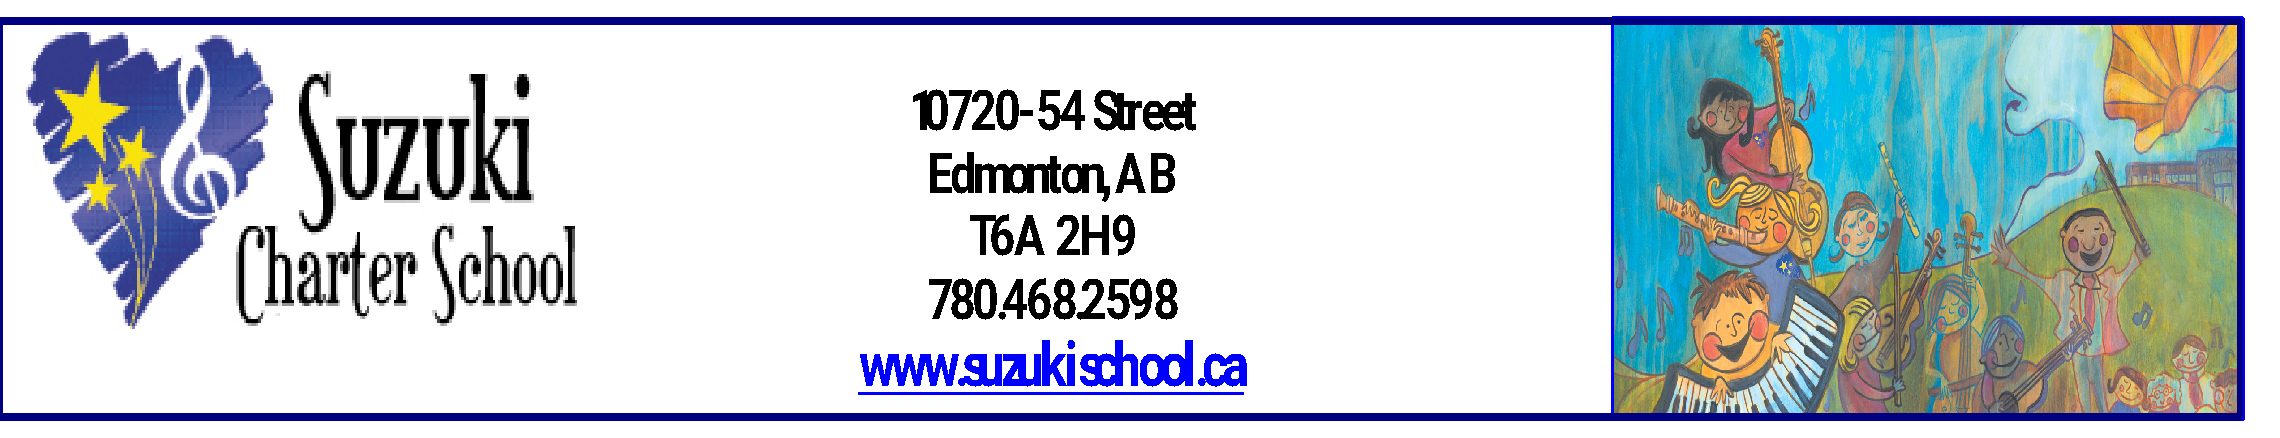 Suzuki
Charter School
10720-54 Street
Edmonton, AB
T6A 2H9
780.468.2598
www.suzukischool.ca